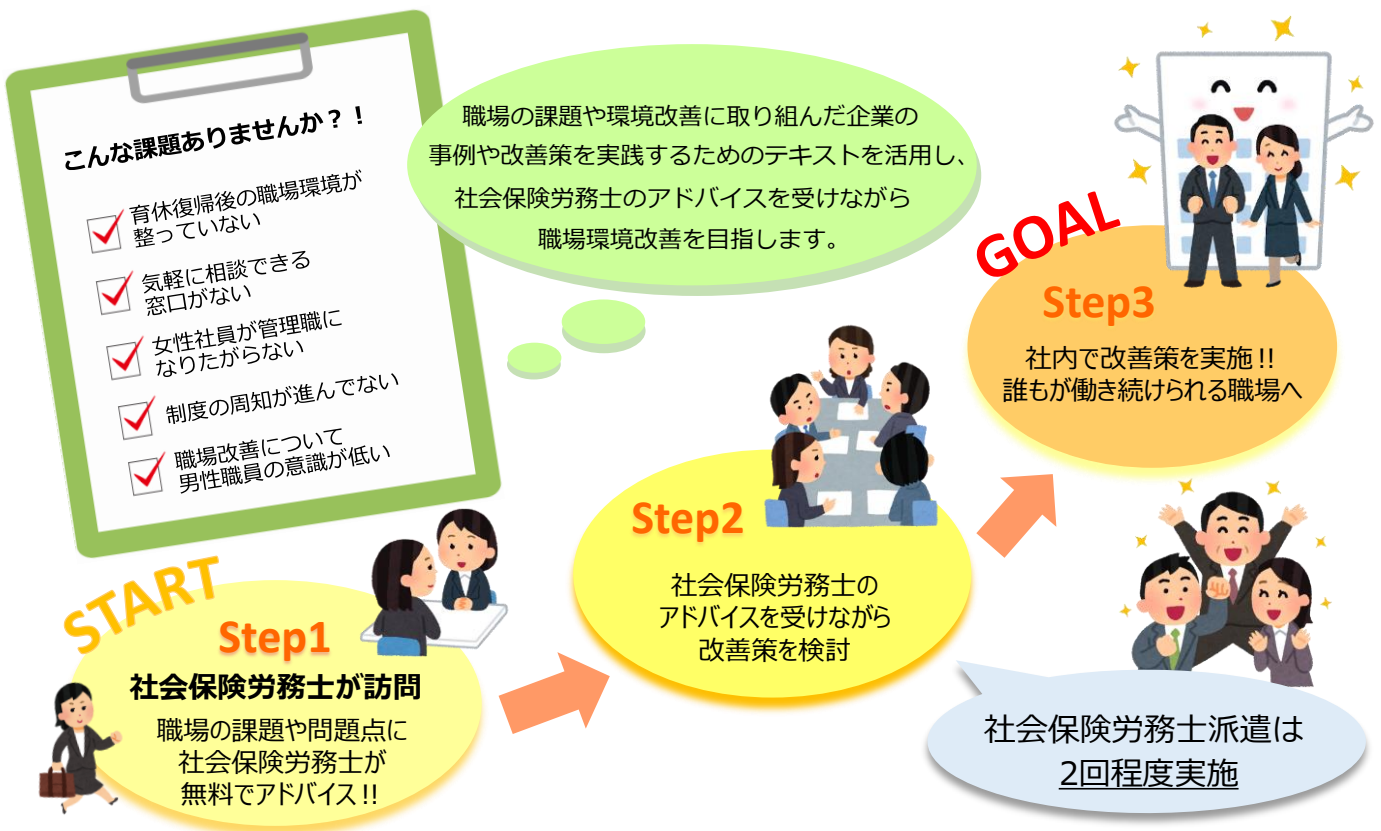 こんな課題ありませんか？！
育休復帰後の職場環境が
整っていない
気軽に相談できる
窓口がない
女性社員が管理職に
なりたがらない
制度の周知が進んでない
職場改善について
男性職員の意識が低い
職場の課題や環境改善に取り組んだ企業の
事例や改善策を実践するためのテキストを活用し、
社会保険労務士のアドバイスを受けながら
職場環境改善を目指します。
START
Step1
社会保険労務士が訪問
職場の課題や問題点に
社会保険労務士が
無料でアドバイス!!
Step2
社会保険労務士の
アドバイスを受けながら
改善策を検討
GOAL
Step3
社内で改善策を実施!!
誰もが働き続けられる職場へ
社会保険労務士派遣は
2回程度実施